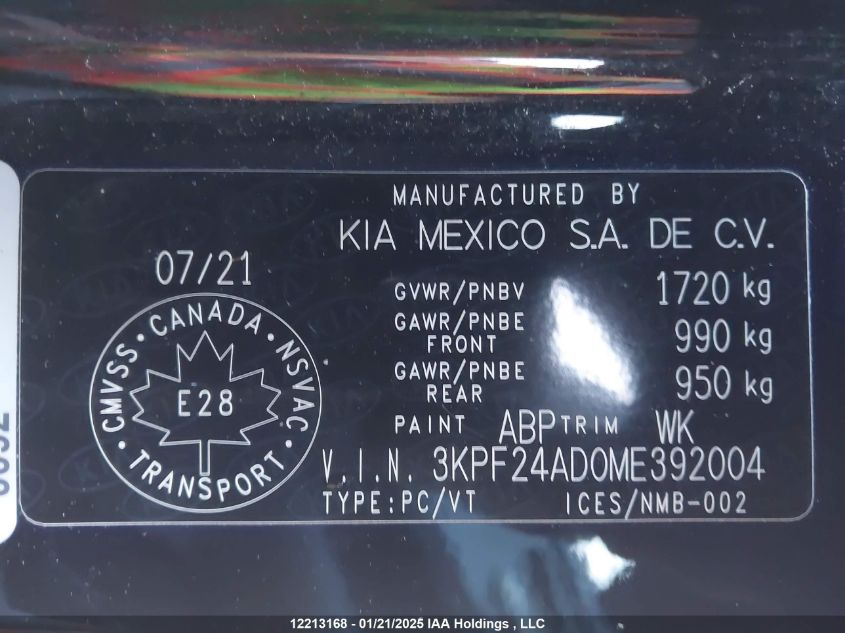 MANUFACTURED BY
KIA MEXICO S.A. DE C.V.
07/21
GVWR/PNBV 1720 kg
GAWR/PNBE FRONT 990 kg
GAWR/PNBE REAR 950 kg
PAINT ABP TRIM WK
V.I.N. 3KPF24AD0ME392004
TYPE:PC/VT ICES/NMB-002
CANADA
CMVSS • NSVAC
E28
TRANSPORT
12213168 - 01/21/2025 IAA Holdings , LLC